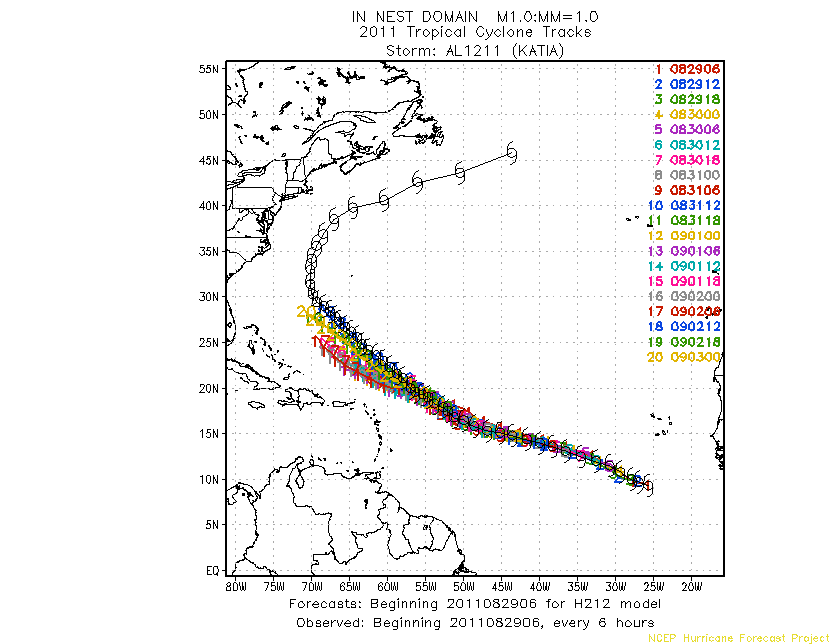 IN NEST DOMAIN M1.0:MM=1.0
2011 Tropical Cyclone Tracks
Storm: AL1211 (KATIA)
55N
50N
45N
40N
35N
30N
25N
20N
15N
10N
5N
EQ
1 082906
2 082912
3 082918
4 083000
5 083006
6 083012
7 083018
8 083100
9 083106
10 083112
11 083118
12 090100
13 090106
14 090112
15 090118
16 090200
17 090206
18 090212
19 090218
20 090300
80W 75W 70W 65W 60W 55W 50W 45W 40W 35W 30W 25W 20W
Forecasts: Beginning 2011082906 for H212 model
Observed: Beginning 2011082906, every 6 hours
NCEP Hurricane Forecast Project